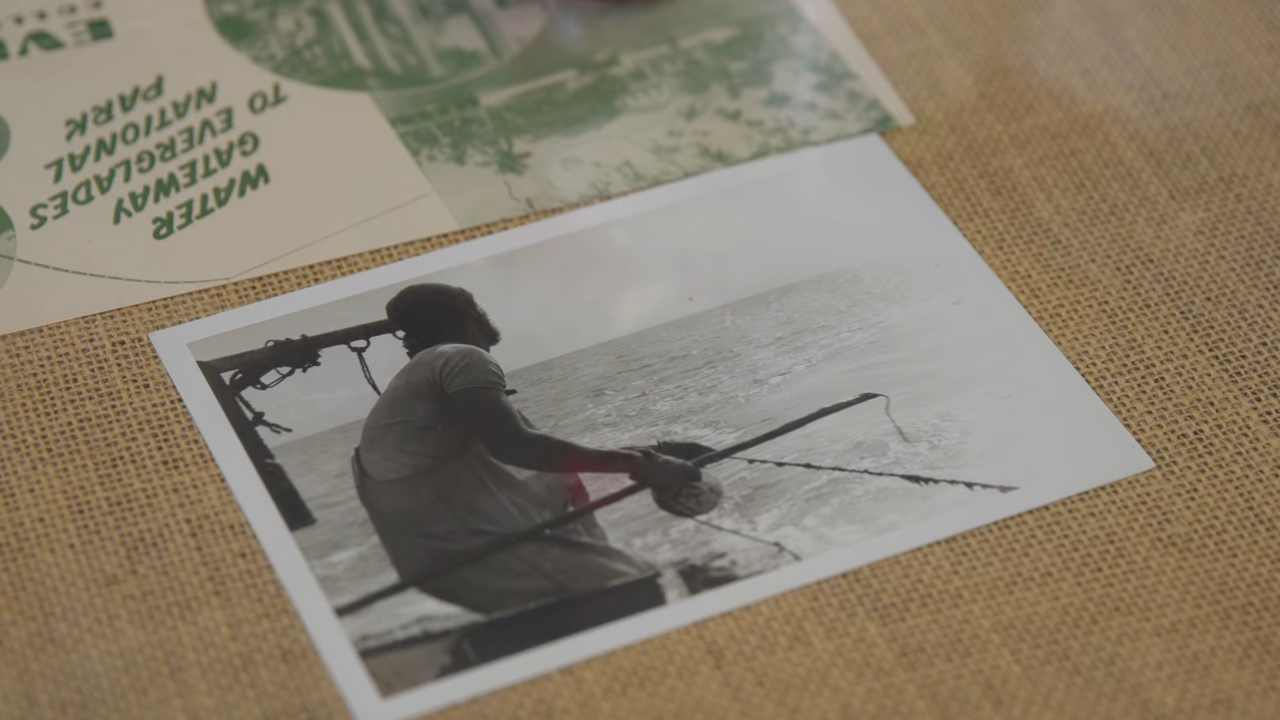 WATER
GATEWAY
TO EVERGLADES
NATIONAL
PARK